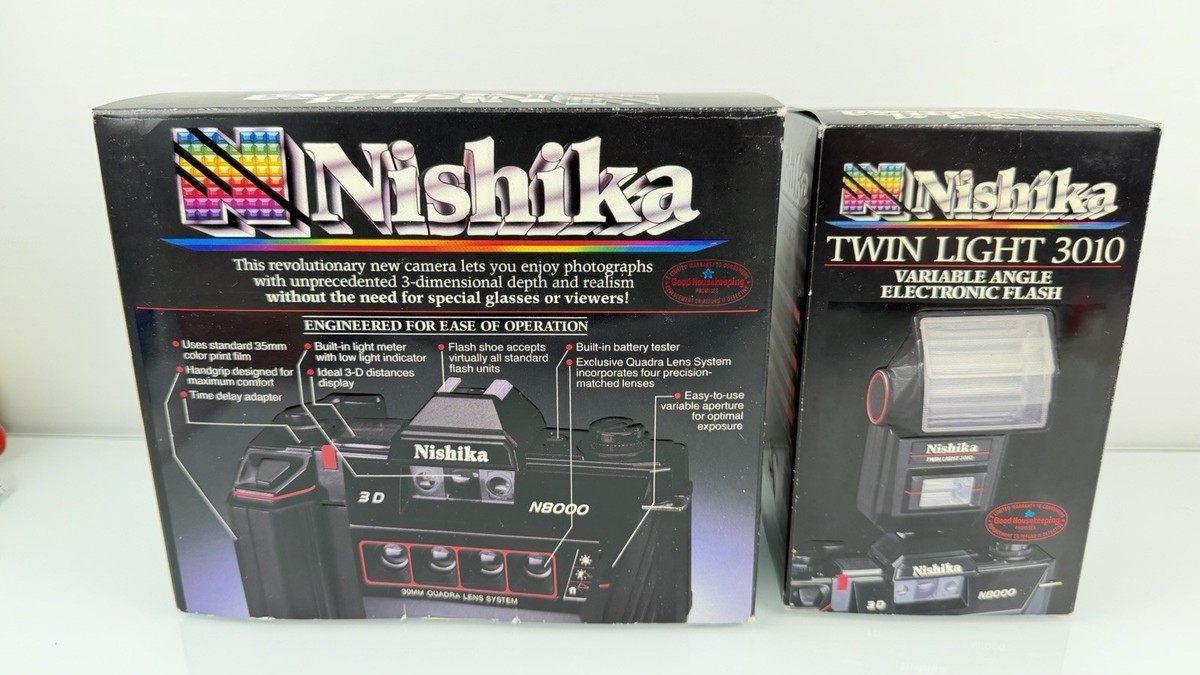 Nishika
This revolutionary new camera lets you enjoy photographs
with unprecedented 3-dimensional depth and realism
without the need for special glasses or viewers!
Good Housekeeping
PROMISES
ENGINEERED FOR EASE OF OPERATION
Uses standard 35mm
color print film
Handgrip designed for
maximum comfort
Time delay adapter
Built-in light meter
with low light indicator
Ideal 3-D distances
display
Flash shoe accepts
virtually all standard
flash units
Built-in battery tester
Exclusive Quadra Lens System
incorporates four precision-
matched lenses
Easy-to-use
variable aperture
for optimal
exposure
Nishika
3D
N8000
30MM QUADRA LENS SYSTEM
Nishika
TWIN LIGHT 3010
VARIABLE ANGLE
ELECTRONIC FLASH
Nishika
TWIN LIGHT 3010
Good Housekeeping
PROMISES
Nishika
3D
N8000